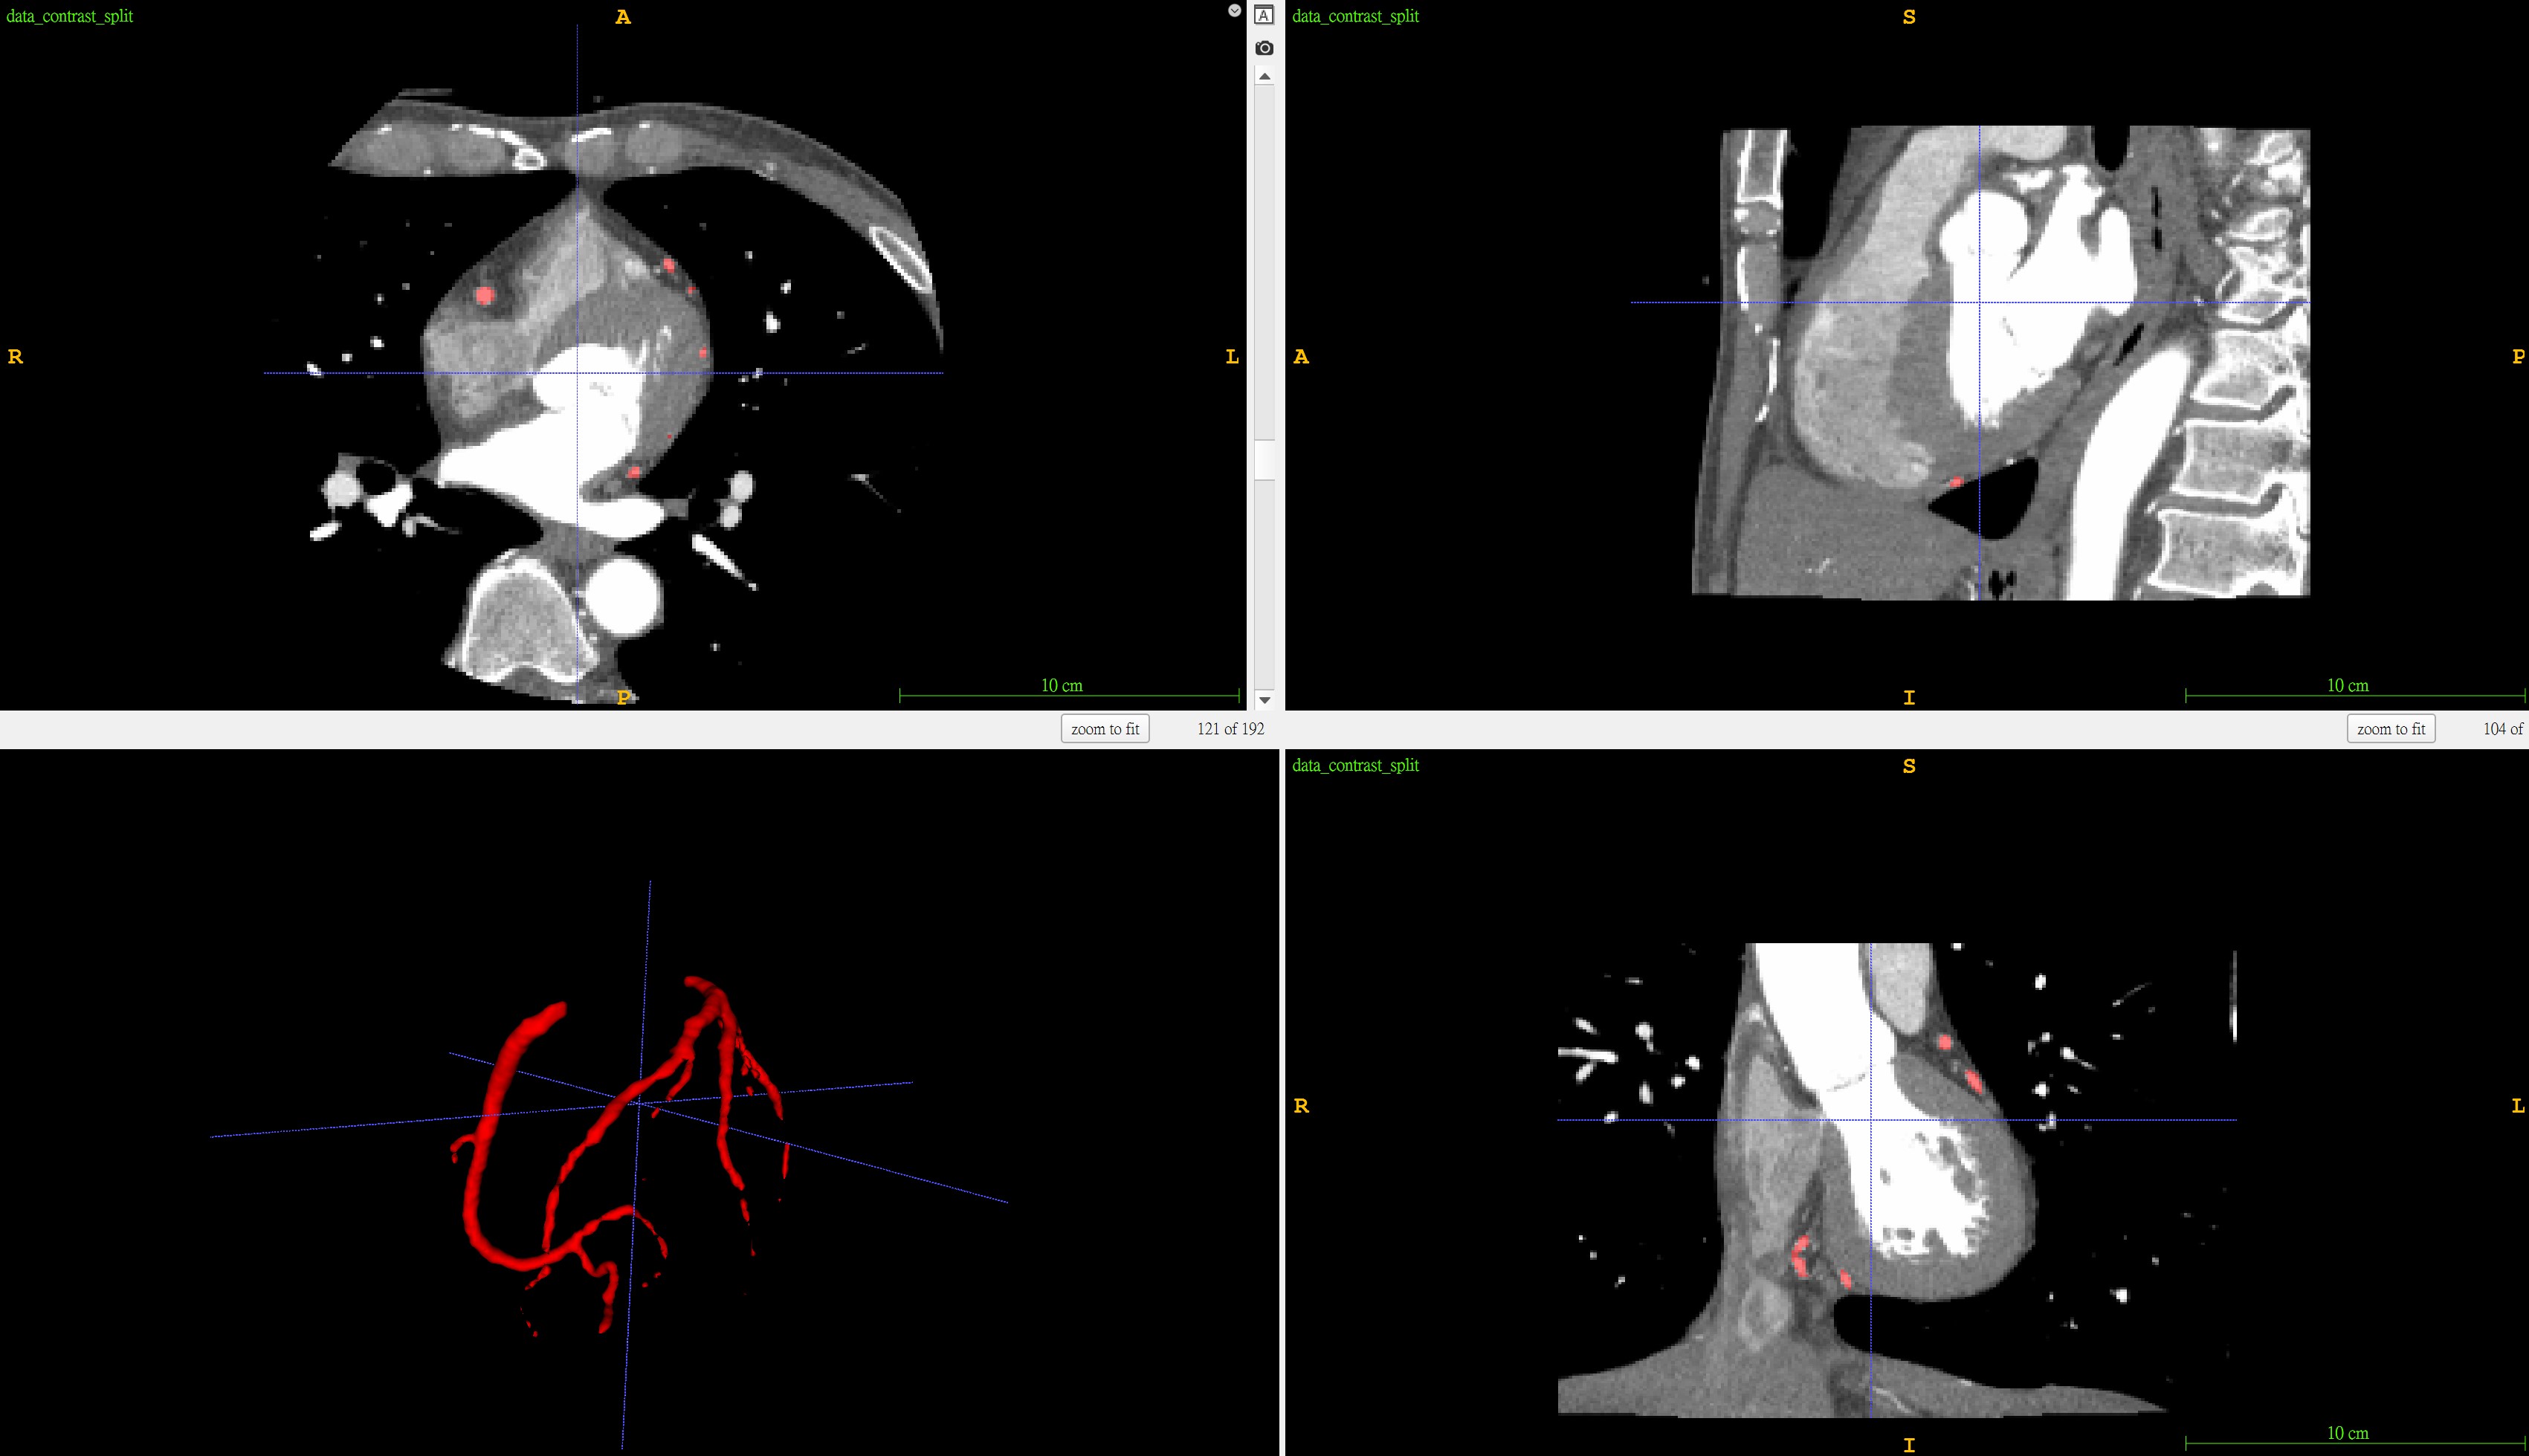 data_contrast_split
A
A
R
L
P
10 cm
zoom to fit
121 of 192
data_contrast_split
S
A
P
I
10 cm
zoom to fit
104 of
data_contrast_split
S
R
L
I
10 cm